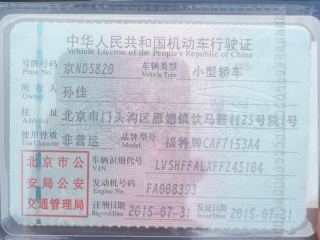 中华人民共和国机动车行驶证
Vehicle License of the People's Republic of China
号牌号码 京ND5820 车辆类型 小型轿车
Plate No. Vehicle Type
所有人 孙佳
Owner
住址 北京市门头沟区雁翅镇饮马鞍村25号院1号
Address
使用性质 非营运 品牌型号 福特牌CAF7153A4
Use Character Model
北京市公安局公安交通管理局
车辆识别代号 LVSHFFALXFF245104
VIN
发动机号码 FA008393
Engine No.
注册日期 2015-07-31 发证日期 2015-07-31
Register Date Issue Date